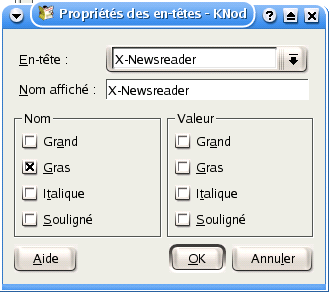 Propriétés des en-têtes - KNod
En-tête : X-Newsreader
Nom affiché : X-Newsreader
Nom Valeur
Grand Grand
Gras Gras
Italique Italique
Souligné Souligné
Aide OK Annuler